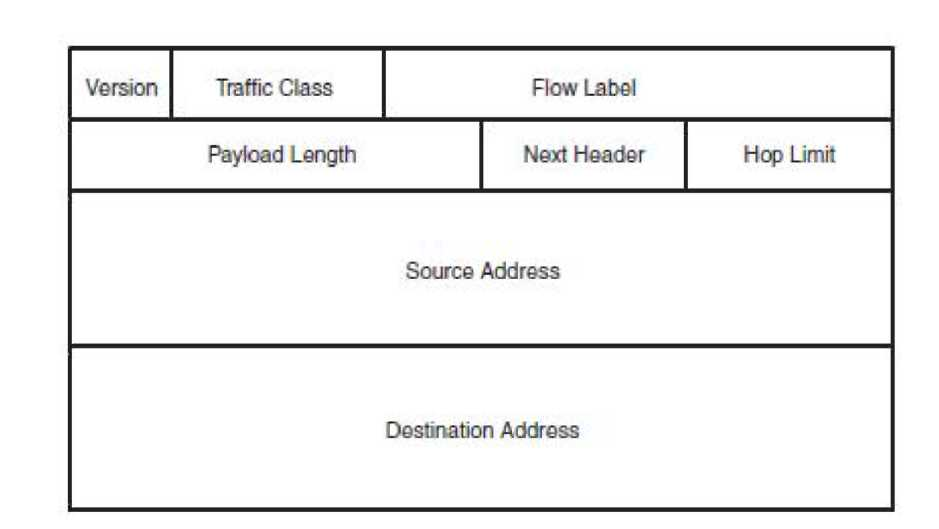 Version Traffic Class Flow Label
Payload Length Next Header Hop Limit
Source Address
Destination Address